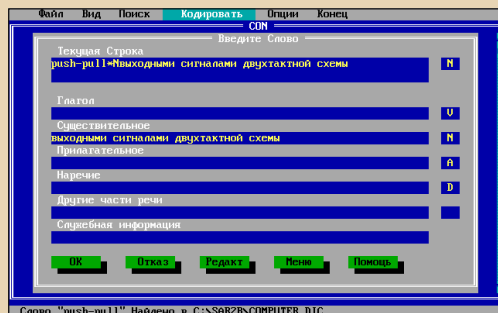 Файл Вид Поиск Кодировать Опции Конец
CON
Введите Слово
Текущая Строка
push-pull*Nвыходными сигналами двухтактной схемы N
Глагол
V
Существительное
выходными сигналами двухтактной схемы N
Прилагательное
A
Наречие
D
Другие части речи
Служебная информация
OK Отказ Редакт Меню Помощь
Слово "push-pull" Найдено в C:\SAR2B\COMPUTER.DIC